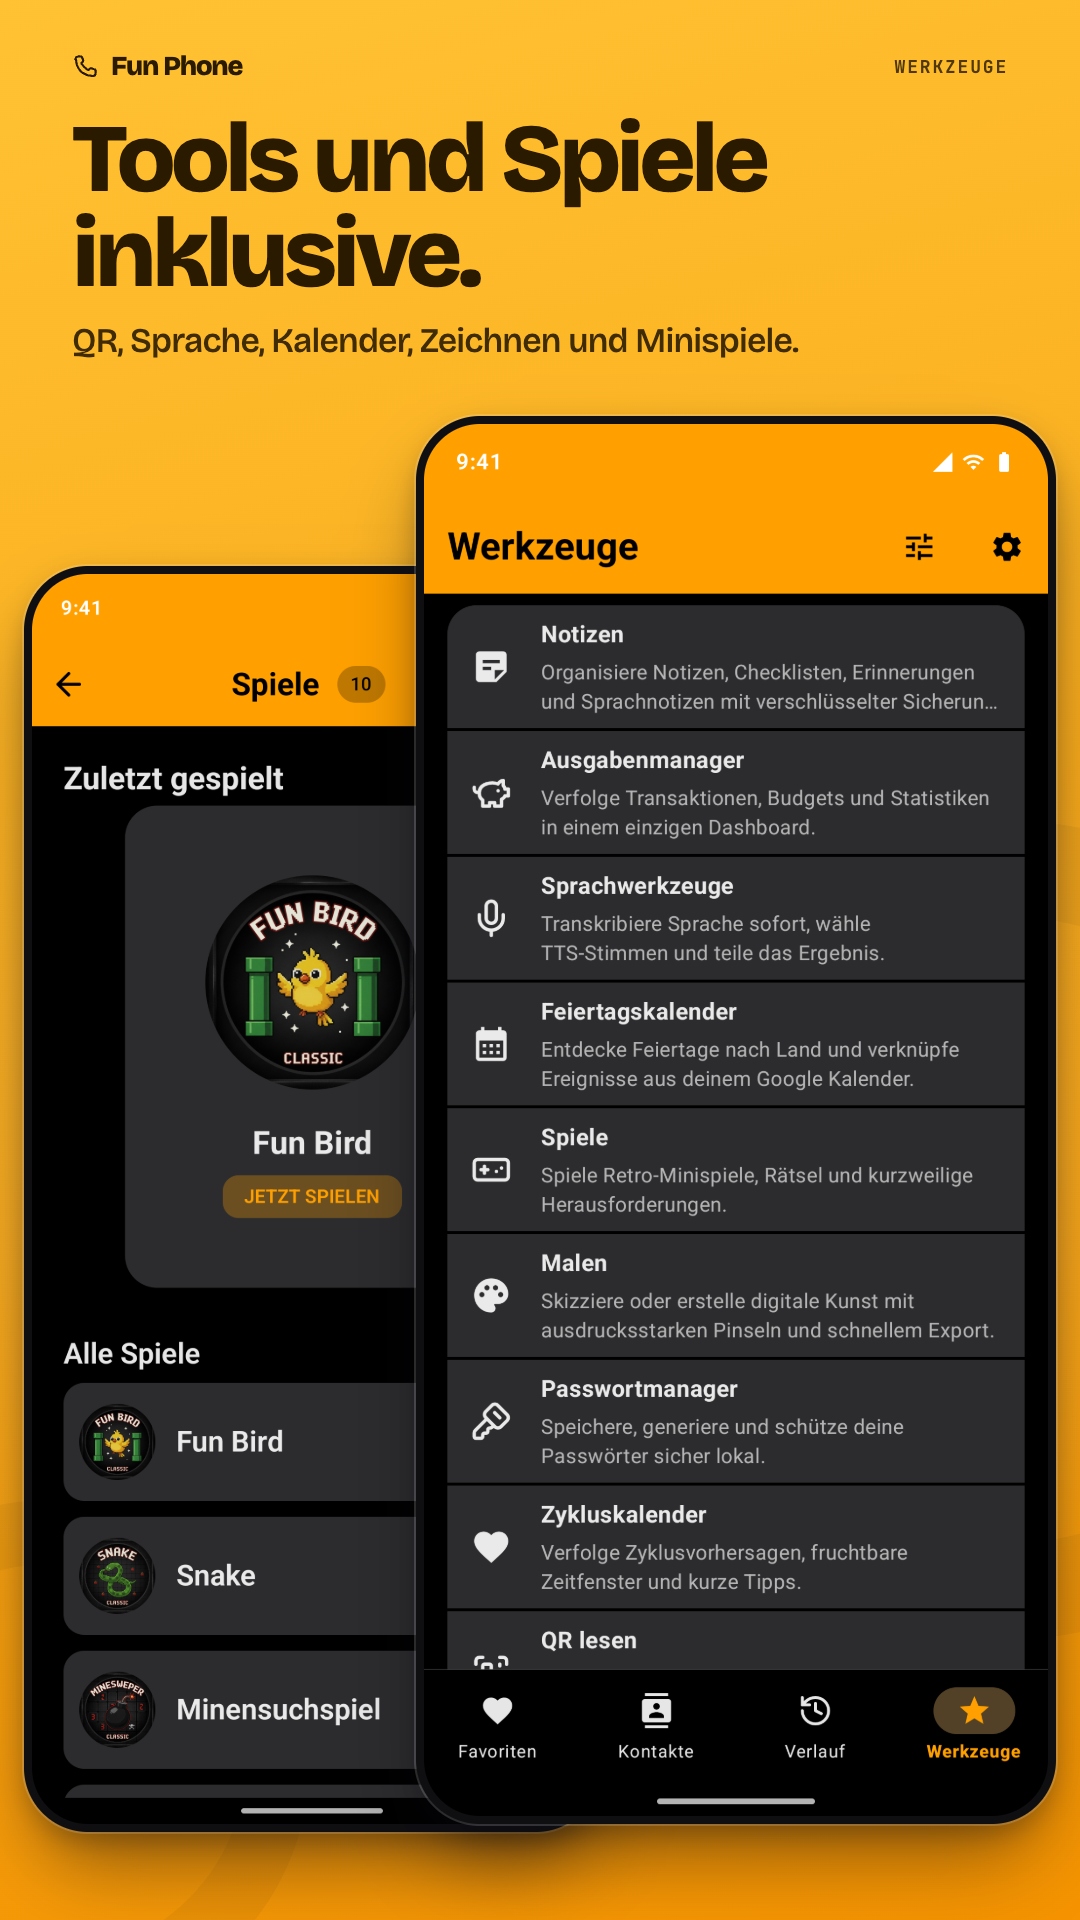 Fun Phone
WERKZEUGE
Tools und Spiele
inklusive.
QR, Sprache, Kalender, Zeichnen und Minispiele.
9:41
Spiele 10
Zuletzt gespielt
FUN BIRD
CLASSIC
Fun Bird
JETZT SPIELEN
Alle Spiele
FUN BIRD
CLASSIC
Fun Bird
SNAKE
CLASSIC
Snake
MINESWEPER
CLASSIC
Minensuchspiel
9:41
Werkzeuge
Notizen
Organisiere Notizen, Checklisten, Erinnerungen
und Sprachnotizen mit verschlüsselter Sicherun...
Ausgabenmanager
Verfolge Transaktionen, Budgets und Statistiken
in einem einzigen Dashboard.
Sprachwerkzeuge
Transkribiere Sprache sofort, wähle
TTS-Stimmen und teile das Ergebnis.
Feiertagskalender
Entdecke Feiertage nach Land und verknüpfe
Ereignisse aus deinem Google Kalender.
Spiele
Spiele Retro-Minispiele, Rätsel und kurzweilige
Herausforderungen.
Malen
Skizziere oder erstelle digitale Kunst mit
ausdrucksstarken Pinseln und schnellem Export.
Passwortmanager
Speichere, generiere und schütze deine
Passwörter sicher lokal.
Zykluskalender
Verfolge Zyklusvorhersagen, fruchtbare
Zeitfenster und kurze Tipps.
QR lesen
Favoriten
Kontakte
Verlauf
Werkzeuge